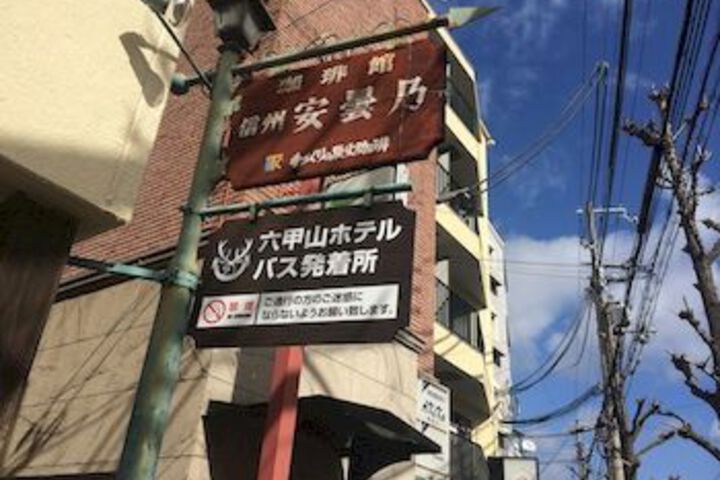 珈琲館
信州 安曇乃
六甲山ホテル
バス発着所
禁煙
ご通行の方のご迷惑に
ならないようお願い致します。